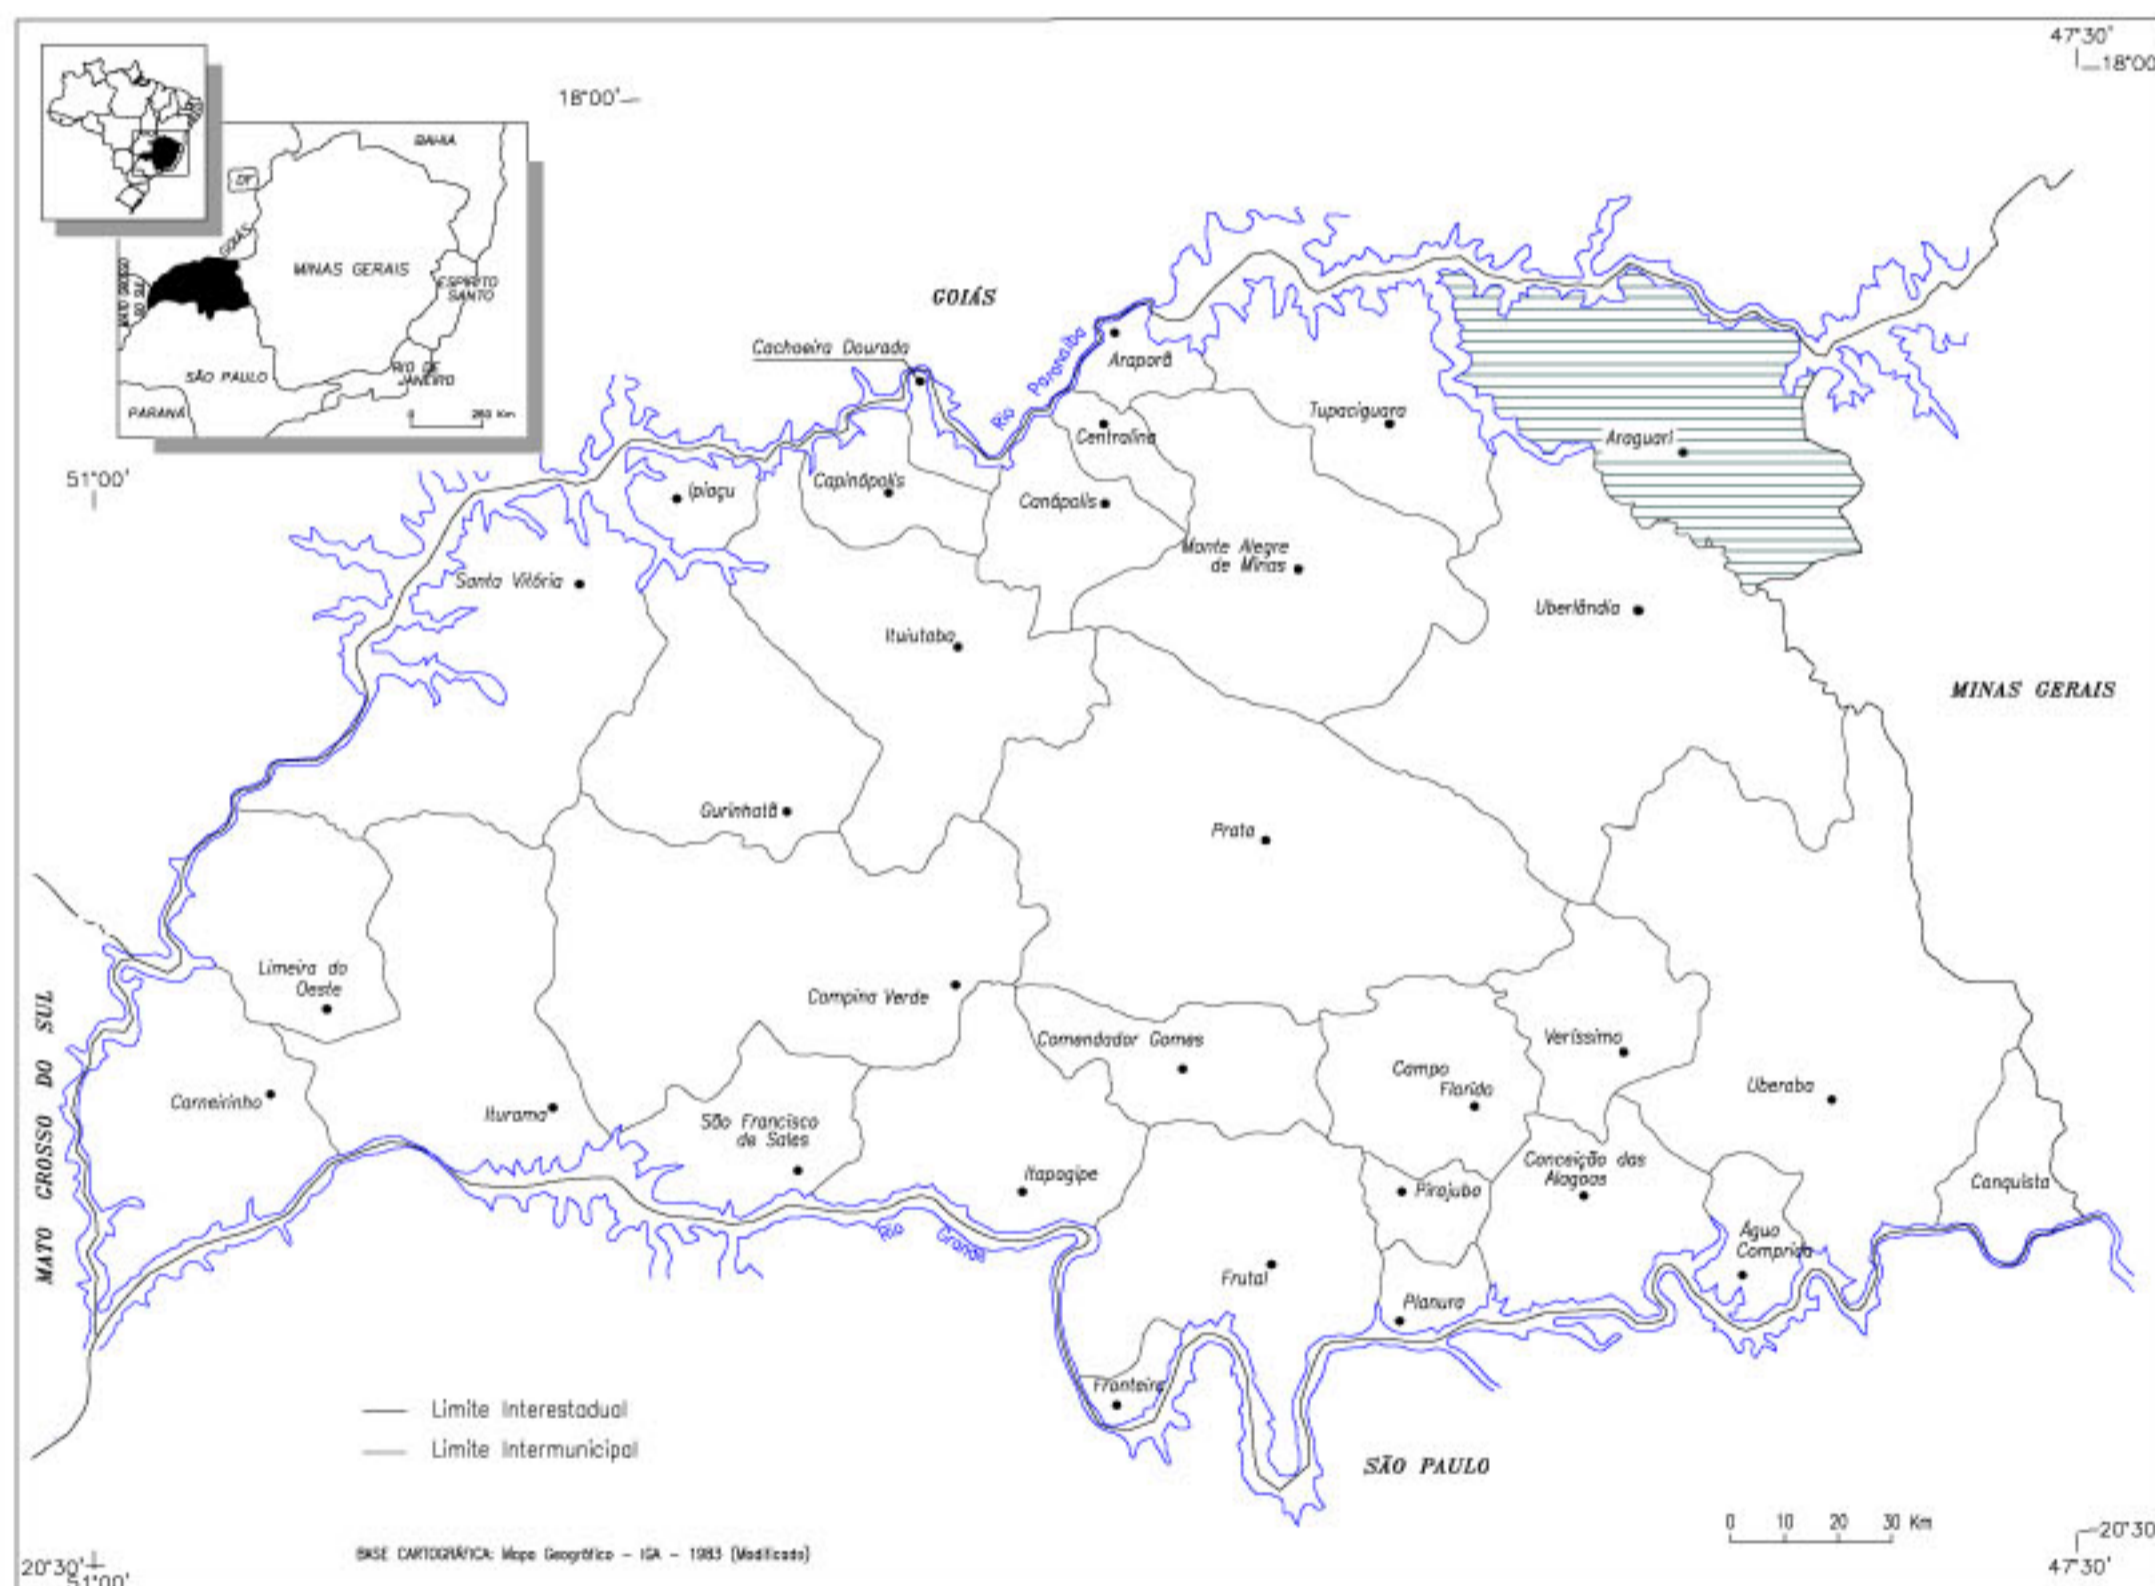 47°30'
18°00
18°00'
BAHIA
DF
GOIÁS
MINAS GERAIS
ESPIRITO
SANTO
MATO GROSSO
DO SUL
SÃO PAULO
RIO DE
JANEIRO
PARANÁ
0 260 Km
GOIÁS
Rio Paranaíba
Cachoeira Dourada
Araporã
Tupaciguara
Centralina
Araguari
51°00'
Ipiaçu
Capinópolis
Canápolis
Monte Alegre
de Minas
Santa Vitória
Uberlândia
Ituiutaba
MINAS GERAIS
Gurinhatã
Prata
Limeira do
Oeste
Campina Verde
MATO GROSSO DO SUL
Comendador Gomes
Veríssimo
Campo
Florido
Uberaba
Carneirinho
Iturama
São Francisco
de Sales
Conceição das
Alagoas
Itapagipe
Pirajuba
Canquista
Rio Grande
Água
Comprida
Frutal
Planura
Fronteira
Limite Interestadual
Limite Intermunicipal
SÃO PAULO
0 10 20 30 Km
20°30
47°30'
BASE CARTOGRÁFICA: Mapa Geográfico - IGA - 1983 (Modificado)
20°30'
51°00'